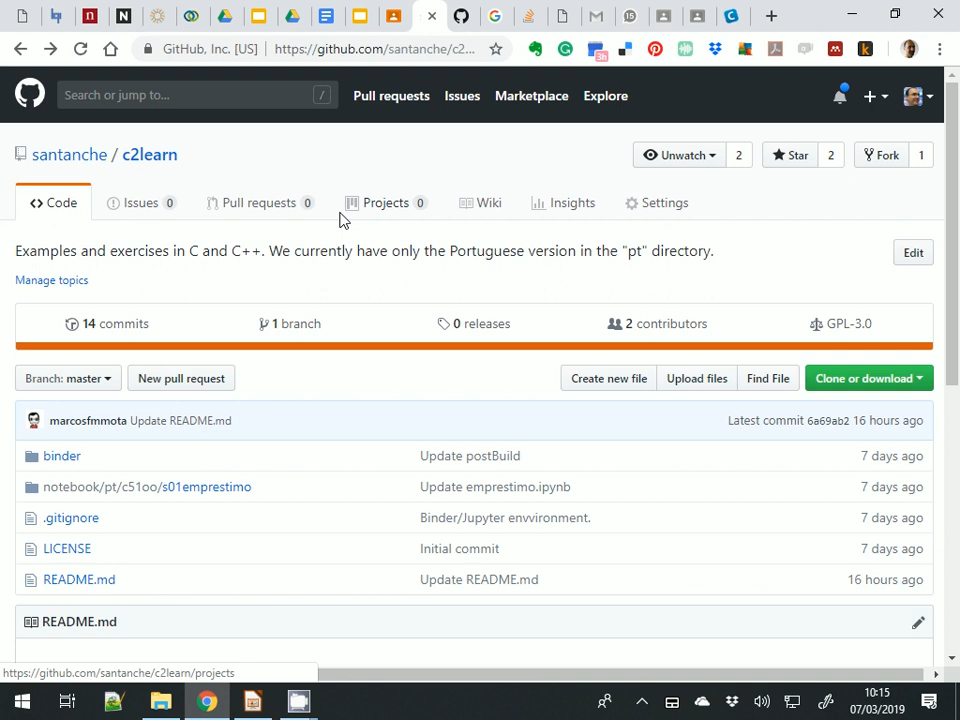 GitHub, Inc. [US] https://github.com/santanche/c2...
3h
15
Search or jump to... /
Pull requests Issues Marketplace Explore
santanche / c2learn
Unwatch 2 Star 2 Fork 1
Code Issues 0 Pull requests 0 Projects 0 Wiki Insights Settings
Examples and exercises in C and C++. We currently have only the Portuguese version in the "pt" directory.
Edit
Manage topics
14 commits 1 branch 0 releases 2 contributors GPL-3.0
Branch: master New pull request Create new file Upload files Find File Clone or download
marcosfmmota Update README.md Latest commit 6a69ab2 16 hours ago
binder Update postBuild 7 days ago
notebook/pt/c51oo/s01emprestimo Update emprestimo.ipynb 7 days ago
.gitignore Binder/Jupyter envvironment. 7 days ago
LICENSE Initial commit 7 days ago
README.md Update README.md 16 hours ago
README.md
https://github.com/santanche/c2learn/projects
10:15
07/03/2019